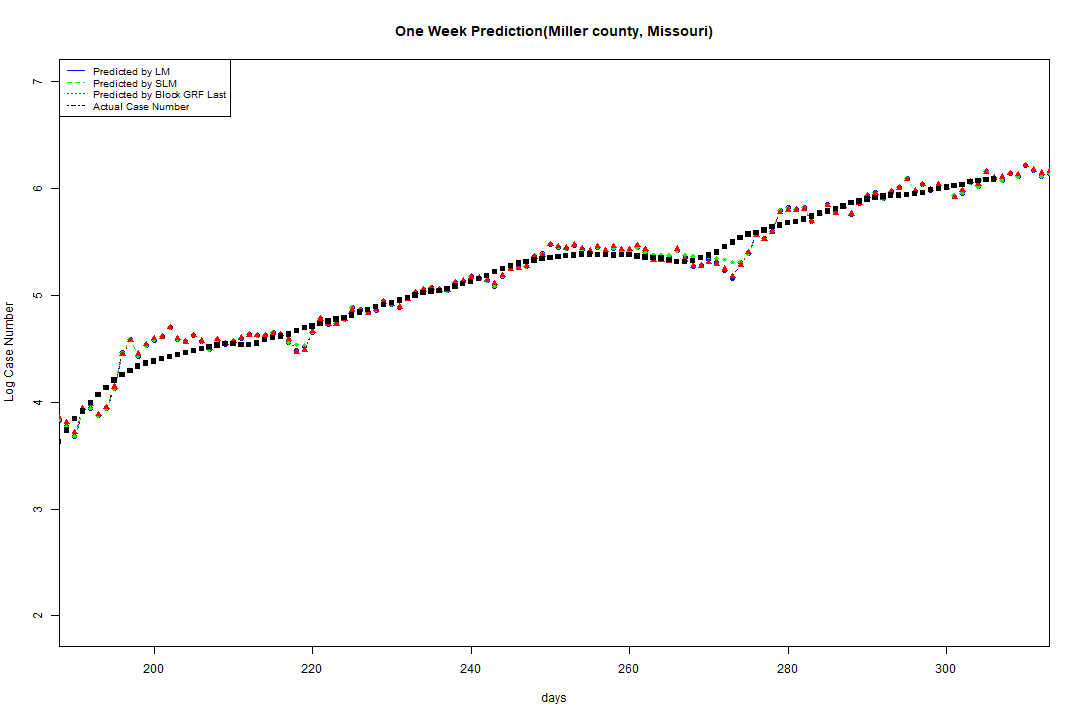 One Week Prediction(Miller county, Missouri)
Predicted by LM
Predicted by SLM
Predicted by Block GRF Last
Actual Case Number
7
6
5
4
3
2
Log Case Number
200 220 240 260 280 300
days